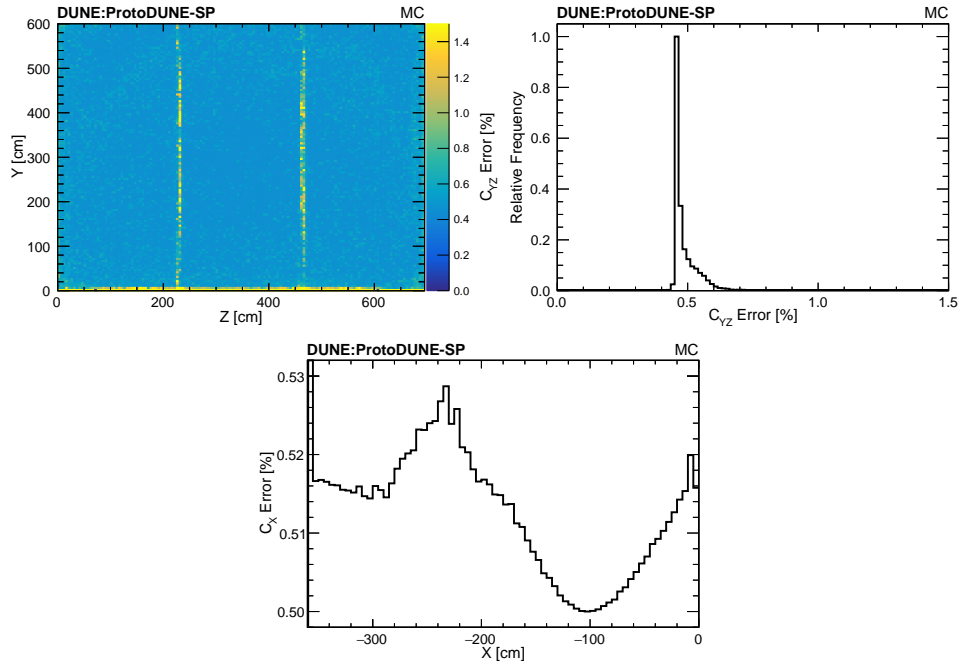 DUNE:ProtoDUNE-SP MC
600
500
400
300
200
100
0
Y [cm]
0 200 400 600
Z [cm]
1.4
1.2
1.0
0.8
0.6
0.4
0.2
0.0
C_YZ Error [%]
DUNE:ProtoDUNE-SP MC
1.0
0.8
0.6
0.4
0.2
0.0
Relative Frequency
0.0 0.5 1.0 1.5
C_YZ Error [%]
DUNE:ProtoDUNE-SP MC
0.53
0.52
0.51
0.50
C_X Error [%]
−300 −200 −100 0
X [cm]